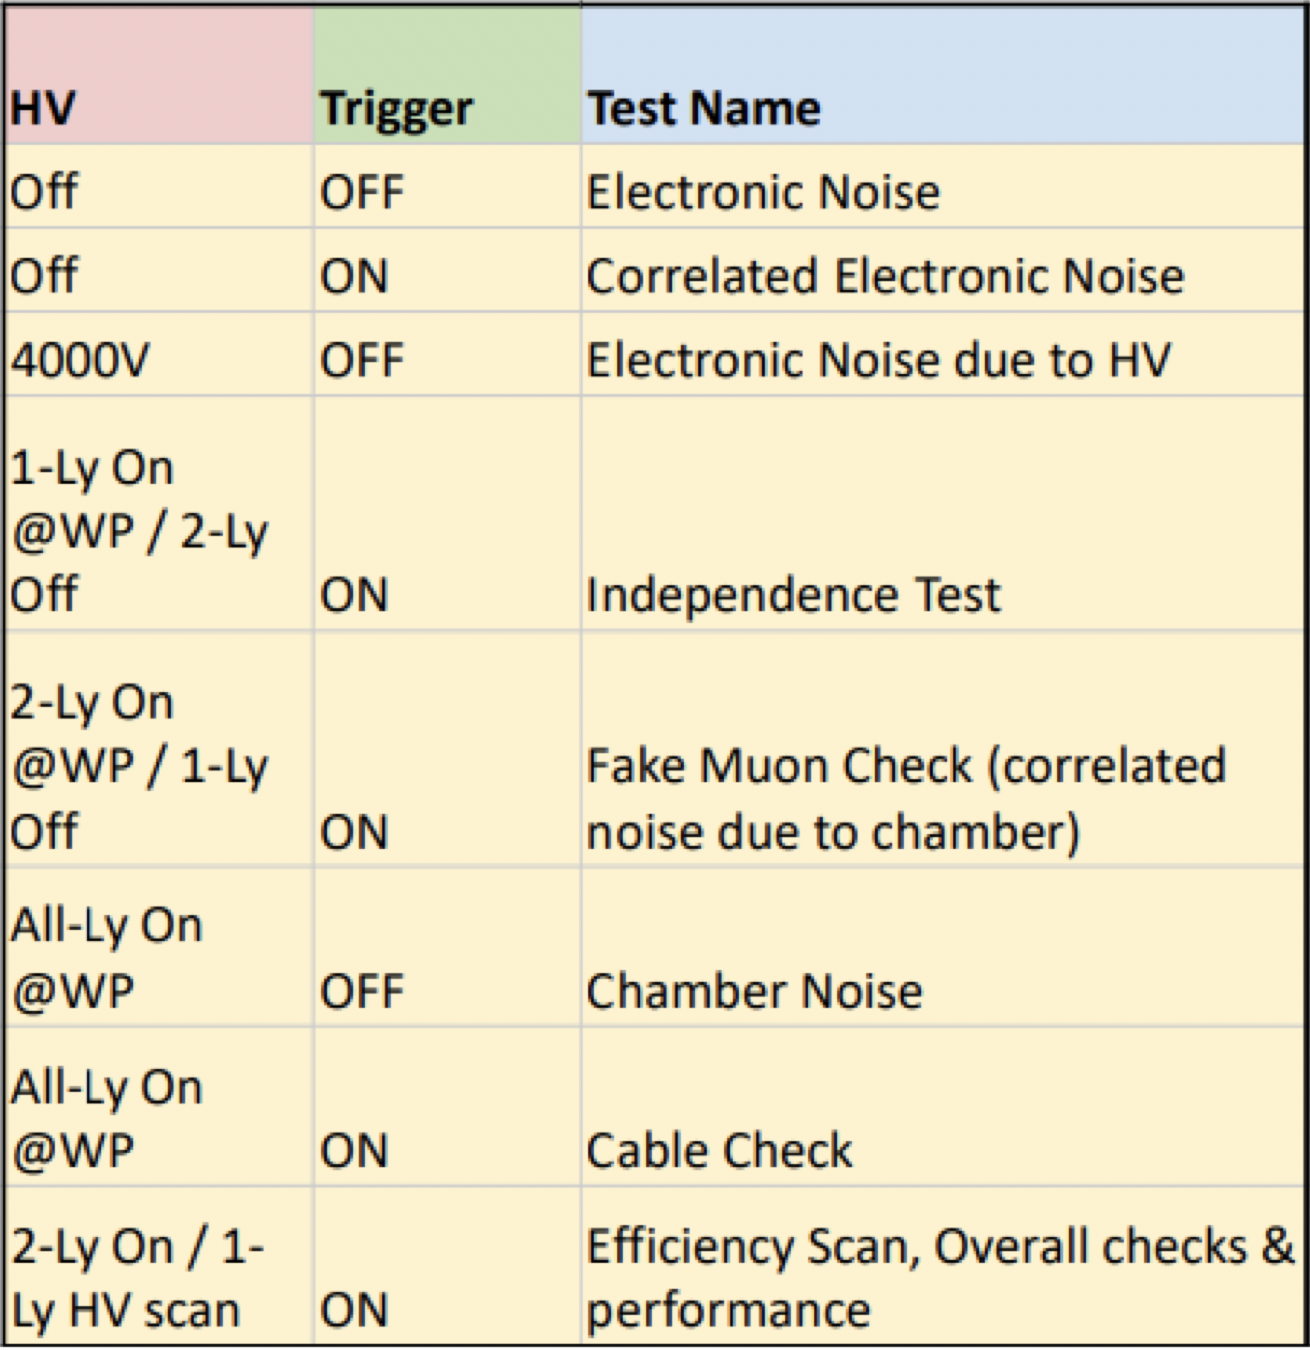 HV Trigger Test Name
Off OFF Electronic Noise
Off ON Correlated Electronic Noise
4000V OFF Electronic Noise due to HV
1-Ly On
@WP / 2-Ly
Off ON Independence Test
2-Ly On
@WP / 1-Ly Fake Muon Check (correlated
Off ON noise due to chamber)
All-Ly On
@WP OFF Chamber Noise
All-Ly On
@WP ON Cable Check
2-Ly On / 1- Efficiency Scan, Overall checks &
Ly HV scan ON performance